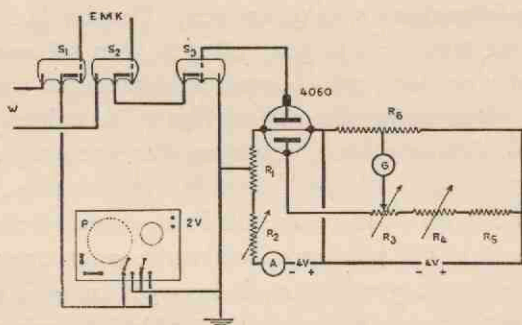 EMK
S1
S2
S3
W
4060
R6
G
R1
R3
R4
R5
R2
A
4V
- +
4V
- +
P
2V